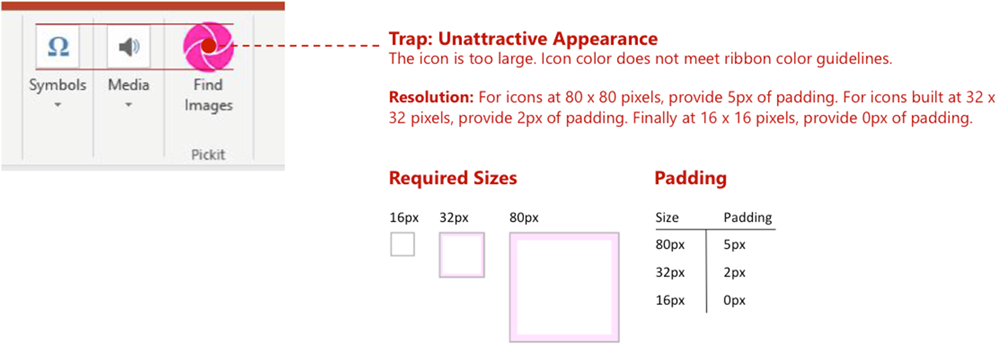 Symbols
Media
Find
Images
Pickit
Trap: Unattractive Appearance
The icon is too large. Icon color does not meet ribbon color guidelines.
Resolution: For icons at 80 x 80 pixels, provide 5px of padding. For icons built at 32 x
32 pixels, provide 2px of padding. Finally at 16 x 16 pixels, provide 0px of padding.
Required Sizes
16px 32px 80px
Padding
Size Padding
80px 5px
32px 2px
16px 0px